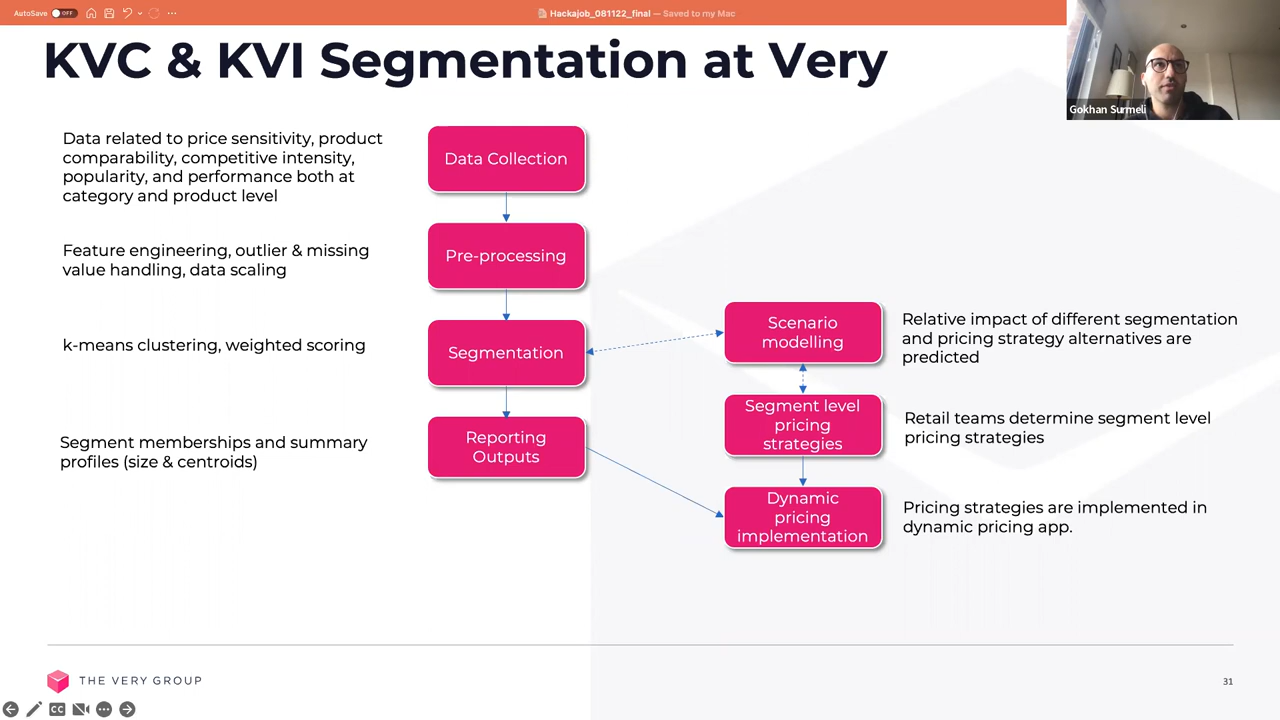 AutoSave OFF
Hackajob_081122_final — Saved to my Mac
KVC & KVI Segmentation at Very
Gokhan Surmeli
Data related to price sensitivity, product
comparability, competitive intensity,
popularity, and performance both at
category and product level
Data Collection
Feature engineering, outlier & missing
value handling, data scaling
Pre-processing
k-means clustering, weighted scoring
Segmentation
Segment memberships and summary
profiles (size & centroids)
Reporting
Outputs
Scenario
modelling
Relative impact of different segmentation
and pricing strategy alternatives are
predicted
Segment level
pricing
strategies
Retail teams determine segment level
pricing strategies
Dynamic
pricing
implementation
Pricing strategies are implemented in
dynamic pricing app.
THE VERY GROUP
31
CC